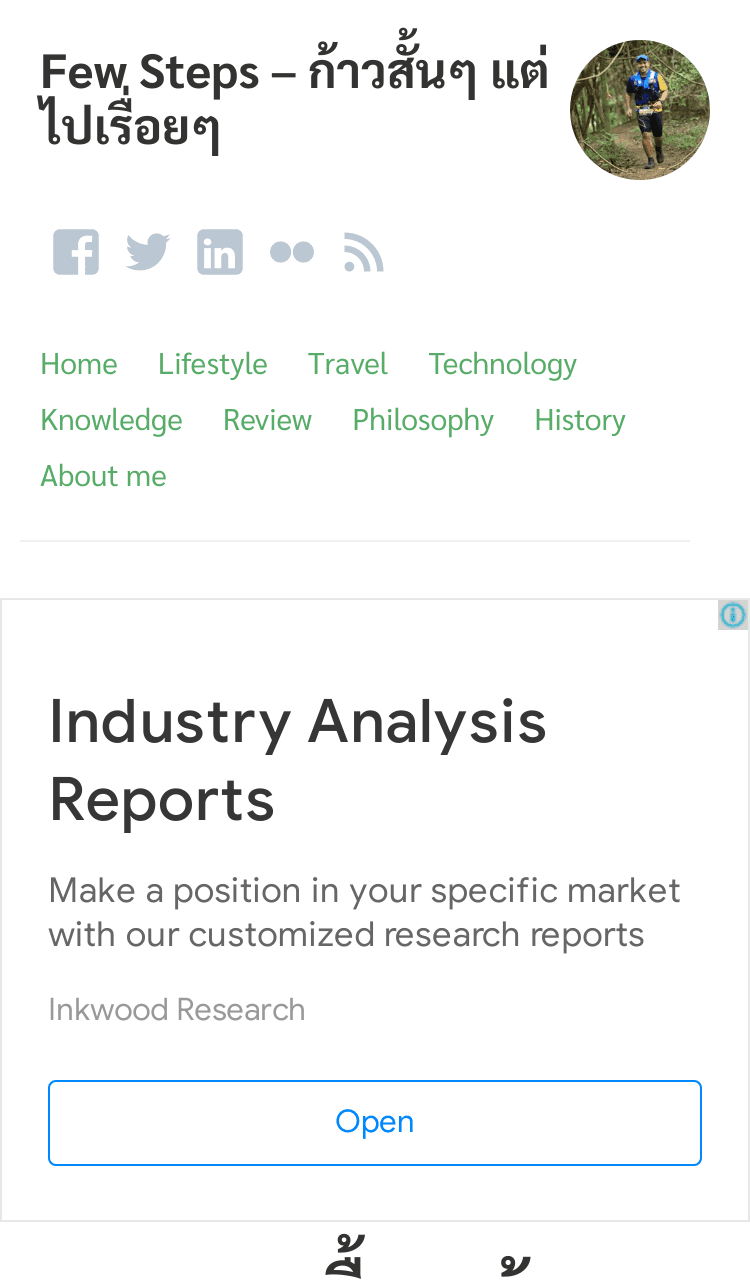 Few Steps – ก้าวสั้นๆ แต่
ไปเรื่อยๆ
Home Lifestyle Travel Technology
Knowledge Review Philosophy History
About me
Industry Analysis
Reports
Make a position in your specific market
with our customized research reports
Inkwood Research
Open